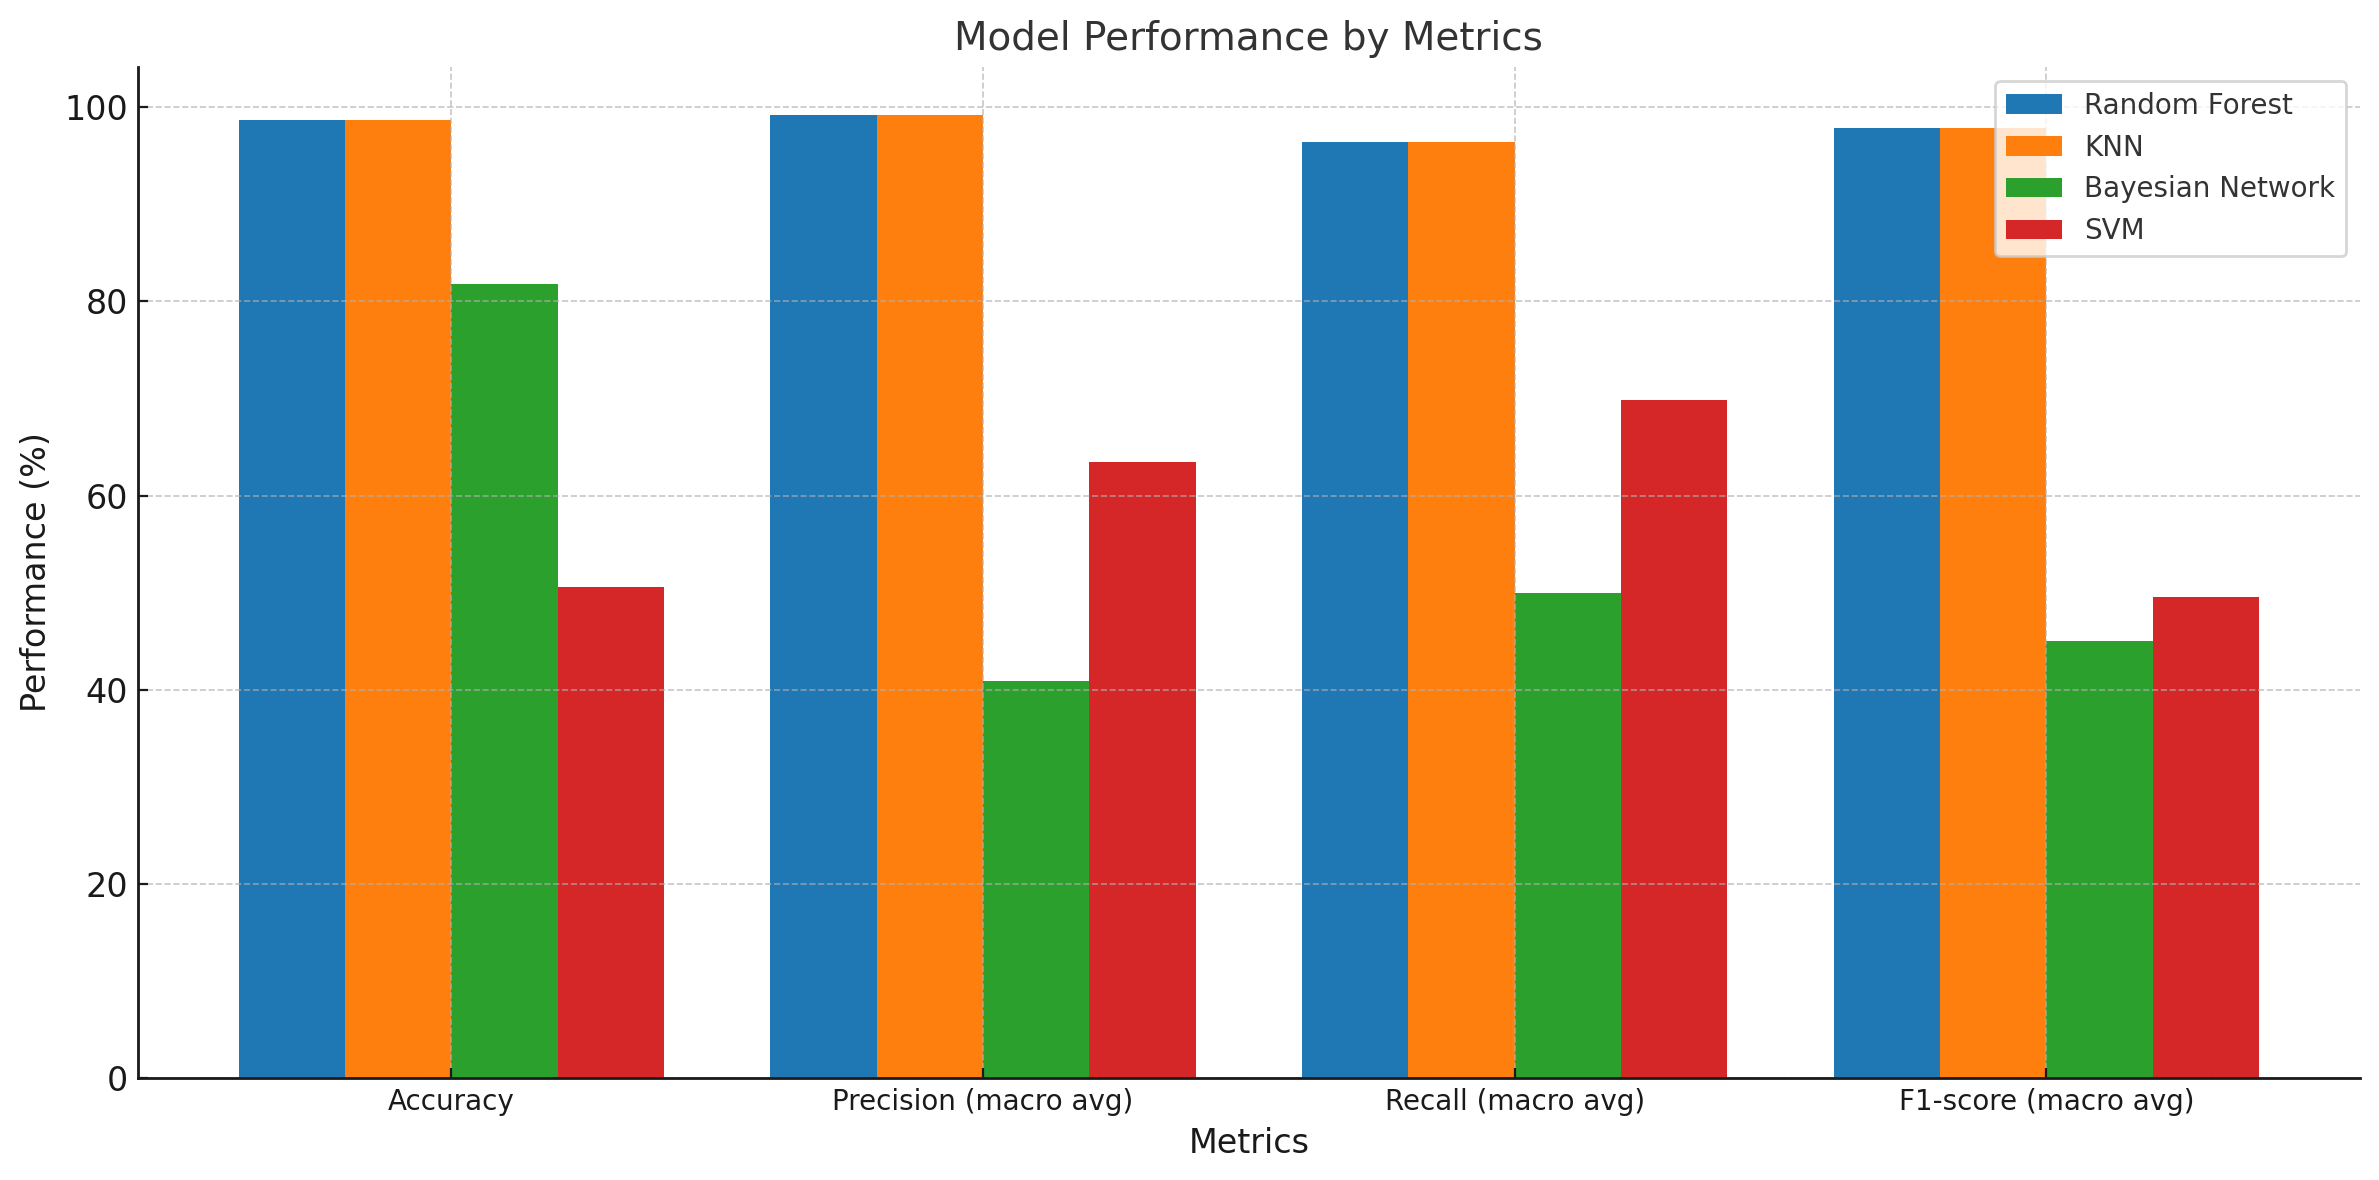 Model Performance by Metrics
Random Forest
KNN
Bayesian Network
SVM
Performance (%)
100
80
60
40
20
0
Accuracy
Precision (macro avg)
Recall (macro avg)
F1-score (macro avg)
Metrics